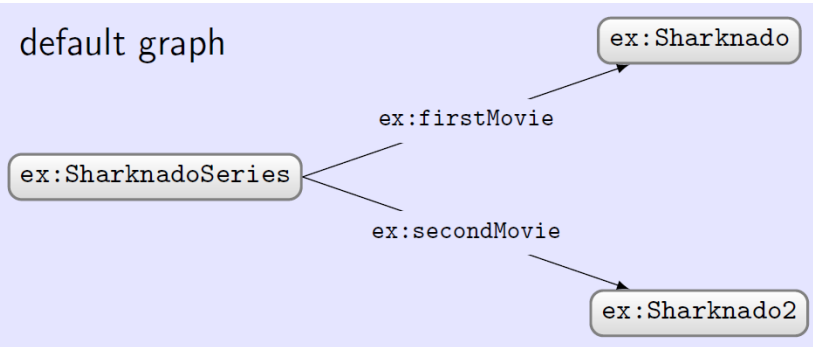 default graph
ex:Sharknado
ex:firstMovie
ex:SharknadoSeries
ex:secondMovie
ex:Sharknado2